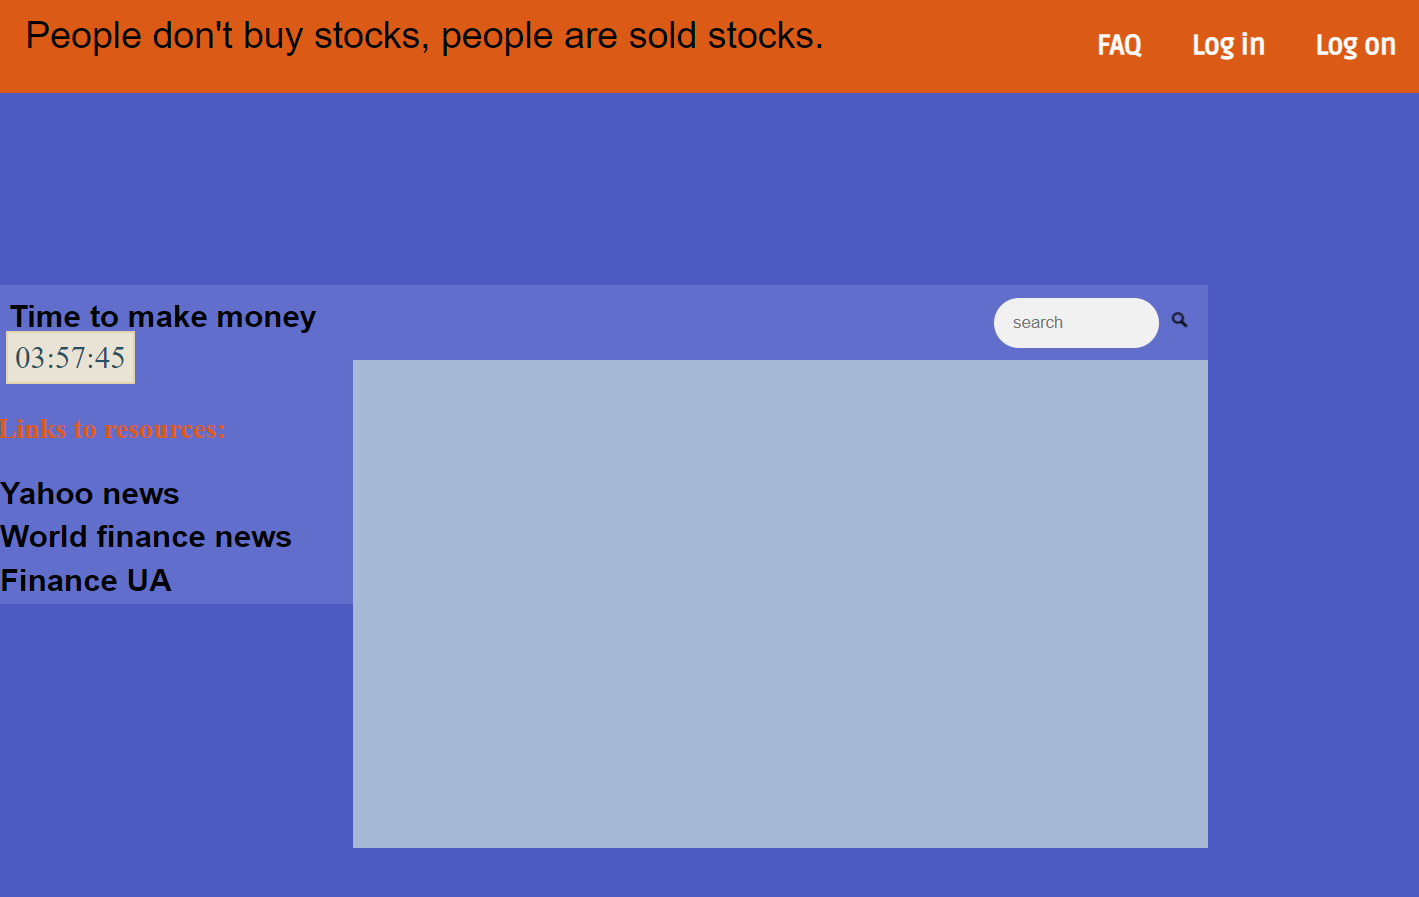 People don't buy stocks, people are sold stocks.
FAQ Log in Log on
Time to make money
search
03:57:45
Links to resources:
Yahoo news
World finance news
Finance UA